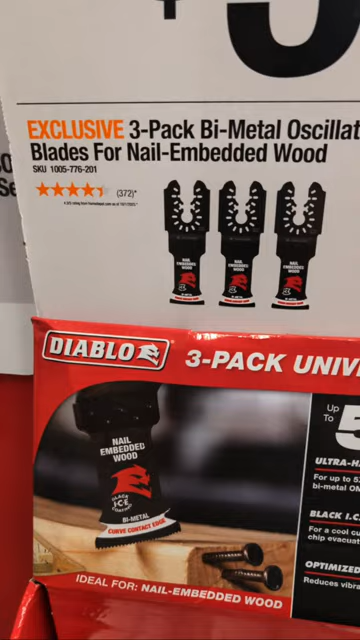 EXCLUSIVE 3-Pack Bi-Metal Oscillat
Blades For Nail-Embedded Wood
SKU 1005-776-201
(372)*
NAIL EMBEDDED WOOD
NAIL EMBEDDED WOOD
NAIL EMBEDDED WOOD
DIABLO
3-PACK UNIV
Up
To
5
NAIL
EMBEDDED
WOOD
BLACK
I.C.E
COATING
BI-METAL
CURVE CONTACT EDGE
ULTRA-H
For up to 5
bi-metal OM
BLACK I.C.
For a cool cu
chip evacuat
OPTIMIZED
Reduces vibra
IDEAL FOR: NAIL-EMBEDDED WOOD